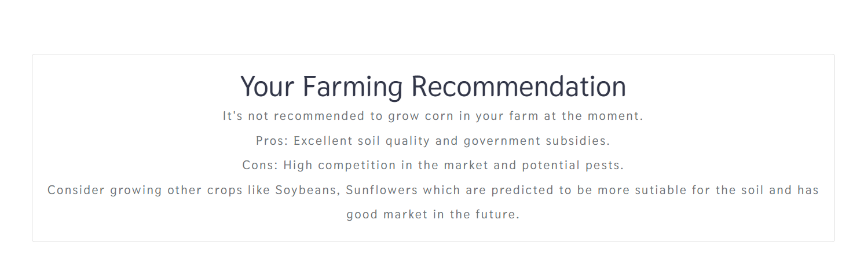 Your Farming Recommendation
It's not recommended to grow corn in your farm at the moment.
Pros: Excellent soil quality and government subsidies.
Cons: High competition in the market and potential pests.
Consider growing other crops like Soybeans, Sunflowers which are predicted to be more sutiable for the soil and has
good market in the future.